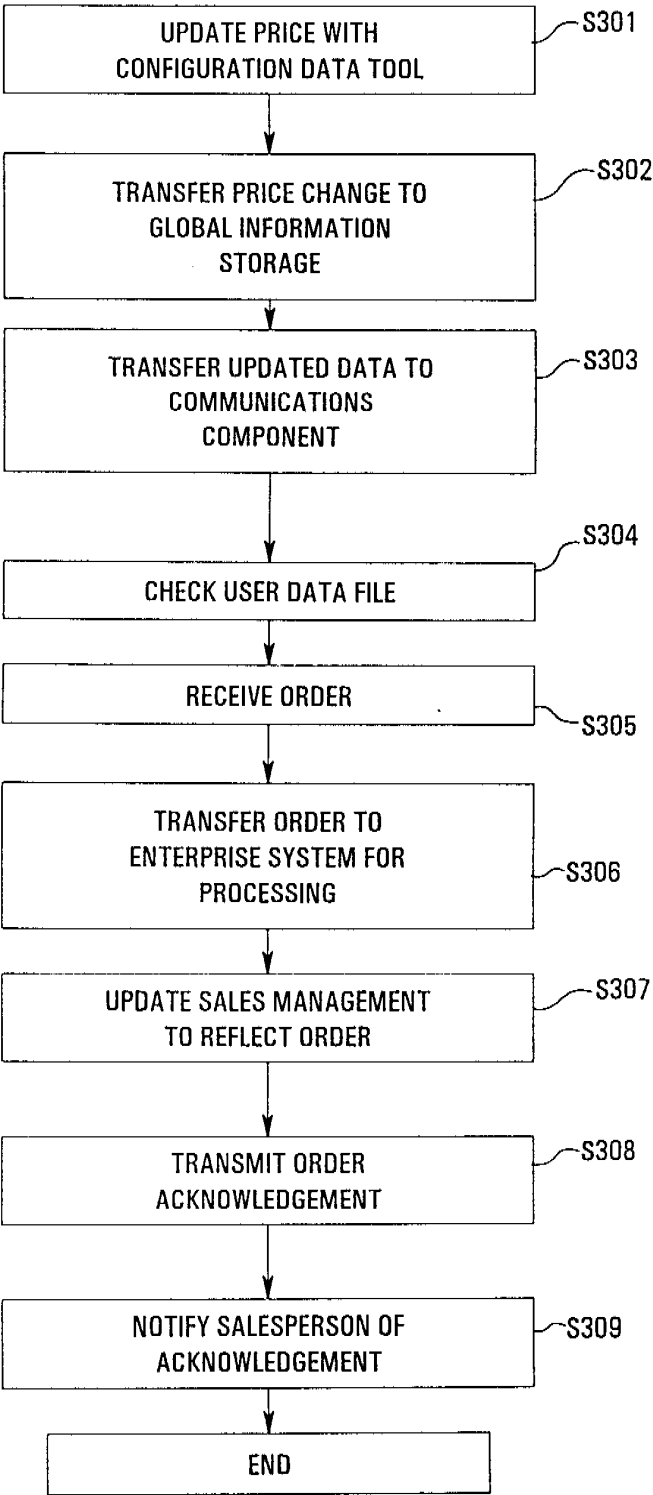 UPDATE PRICE WITH
CONFIGURATION DATA TOOL
S301
TRANSFER PRICE CHANGE TO
GLOBAL INFORMATION
STORAGE
S302
TRANSFER UPDATED DATA TO
COMMUNICATIONS
COMPONENT
S303
CHECK USER DATA FILE
S304
RECEIVE ORDER
S305
TRANSFER ORDER TO
ENTERPRISE SYSTEM FOR
PROCESSING
S306
UPDATE SALES MANAGEMENT
TO REFLECT ORDER
S307
TRANSMIT ORDER
ACKNOWLEDGEMENT
S308
NOTIFY SALESPERSON OF
ACKNOWLEDGEMENT
S309
END